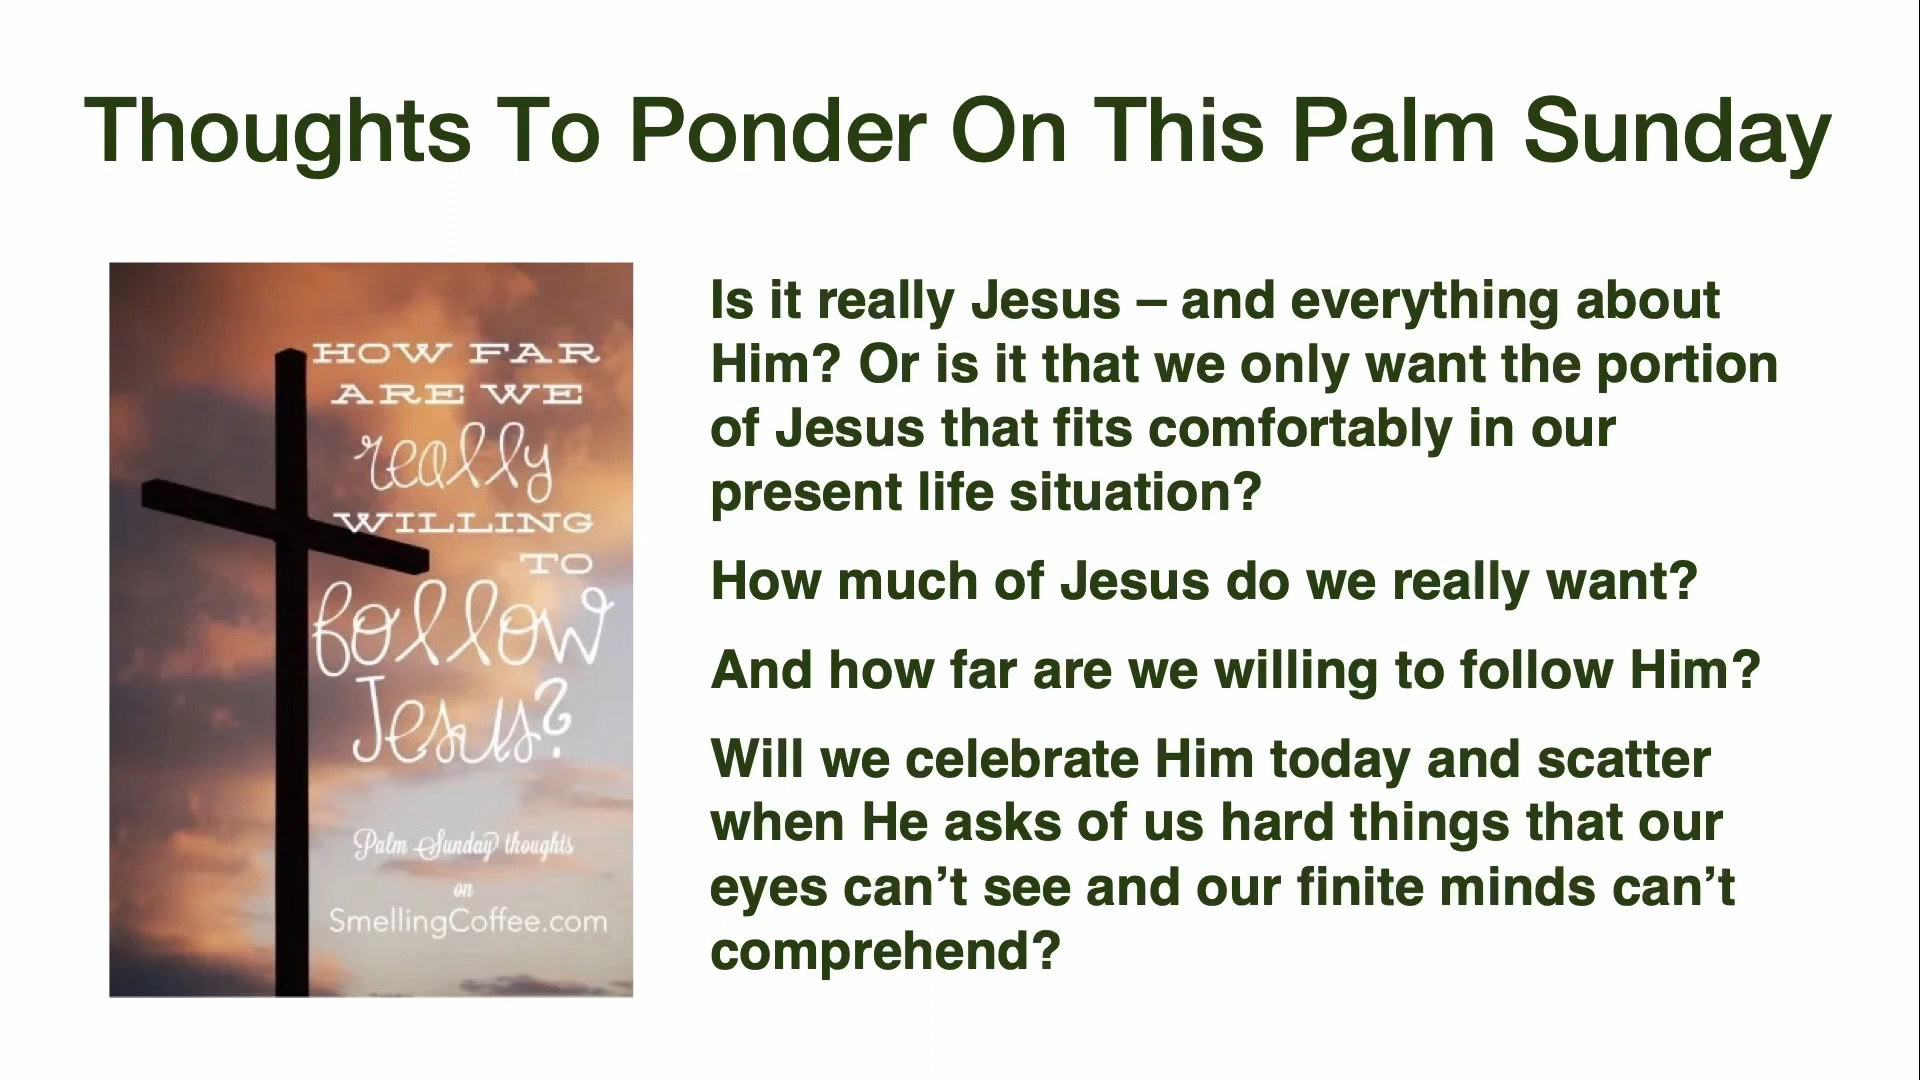 Thoughts To Ponder On This Palm Sunday
HOW FAR
ARE WE
really
WILLING
TO
follow
Jesus?
Palm Sunday thoughts
on
SmellingCoffee.com
Is it really Jesus – and everything about
Him? Or is it that we only want the portion
of Jesus that fits comfortably in our
present life situation?
How much of Jesus do we really want?
And how far are we willing to follow Him?
Will we celebrate Him today and scatter
when He asks of us hard things that our
eyes can’t see and our finite minds can’t
comprehend?